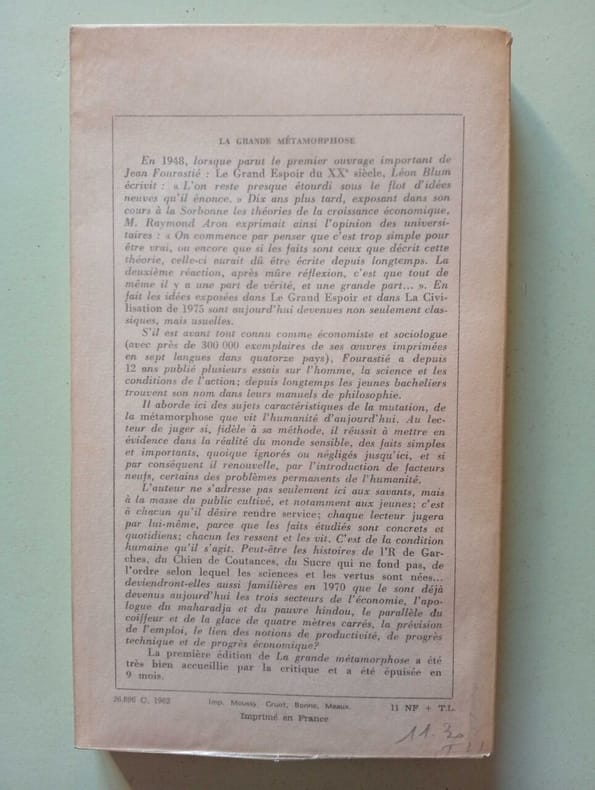 LA GRANDE MÉTAMORPHOSE
En 1948, lorsque parut le premier ouvrage important de
Jean Fourastié : Le Grand Espoir du XXe siècle, Léon Blum
écrivit : « L'on reste presque étourdi sous le flot d'idées
neuves qu'il énonce. » Dix ans plus tard, exposant dans son
cours à la Sorbonne les théories de la croissance économique,
M. Raymond Aron exprimait ainsi l'opinion des universi-
taires : « On commence par penser que c'est trop simple pour
être vrai, ou encore que si les faits sont ceux que décrit cette
théorie, celle-ci aurait dû être écrite depuis longtemps. La
deuxième réaction, après mûre réflexion, c'est que tout de
même il y a une part de vérité, et une grande part... ». En
fait les idées exposées dans Le Grand Espoir et dans La Civi-
lisation de 1975 sont aujourd'hui devenues non seulement clas-
siques, mais usuelles.
S'il est avant tout connu comme économiste et sociologue
(avec près de 300 000 exemplaires de ses œuvres imprimées
en sept langues dans quatorze pays), Fourastié a depuis
12 ans publié plusieurs essais sur l'homme, la science et les
conditions de l'action; depuis longtemps les jeunes bacheliers
trouvent son nom dans leurs manuels de philosophie.
Il aborde ici des sujets caractéristiques de la mutation, de
la métamorphose que vit l'humanité d'aujourd'hui. Au lec-
teur de juger si, fidèle à sa méthode, il réussit à mettre en
évidence dans la réalité du monde sensible, des faits simples
et importants, quoique ignorés ou négligés jusqu'ici, et si
par conséquent il renouvelle, par l'introduction de facteurs
neufs, certains des problèmes permanents de l'humanité.
L'auteur ne s'adresse pas seulement ici aux savants, mais
à la masse du public cultivé, et notamment aux jeunes; c'est
à chacun qu'il désire rendre service; chaque lecteur jugera
par lui-même, parce que les faits étudiés sont concrets et
quotidiens; chacun les ressent et les vit. C'est de la condition
humaine qu'il s'agit. Peut-être les histoires de l'R de Gar-
ches, du Chien de Coutances, du Sucre qui ne fond pas, de
l'ordre selon lequel les sciences et les vertus sont nées...
deviendront-elles aussi familières en 1970 que le sont déjà
devenus aujourd'hui les trois secteurs de l'économie, l'apo-
logue du maharadja et du pauvre hindou, le parallèle du
coiffeur et de la glace de quatre mètres carrés, la prévision
de l'emploi, le lien des notions de productivité, de progrès
technique et de progrès économique?
La première édition de La grande métamorphose a été
très bien accueillie par la critique et a été épuisée en
9 mois.
26.896 C. 1962 Imp. Moussy, Gruot, Bonne, Meaux. 11 NF + T.L.
Imprimé en France